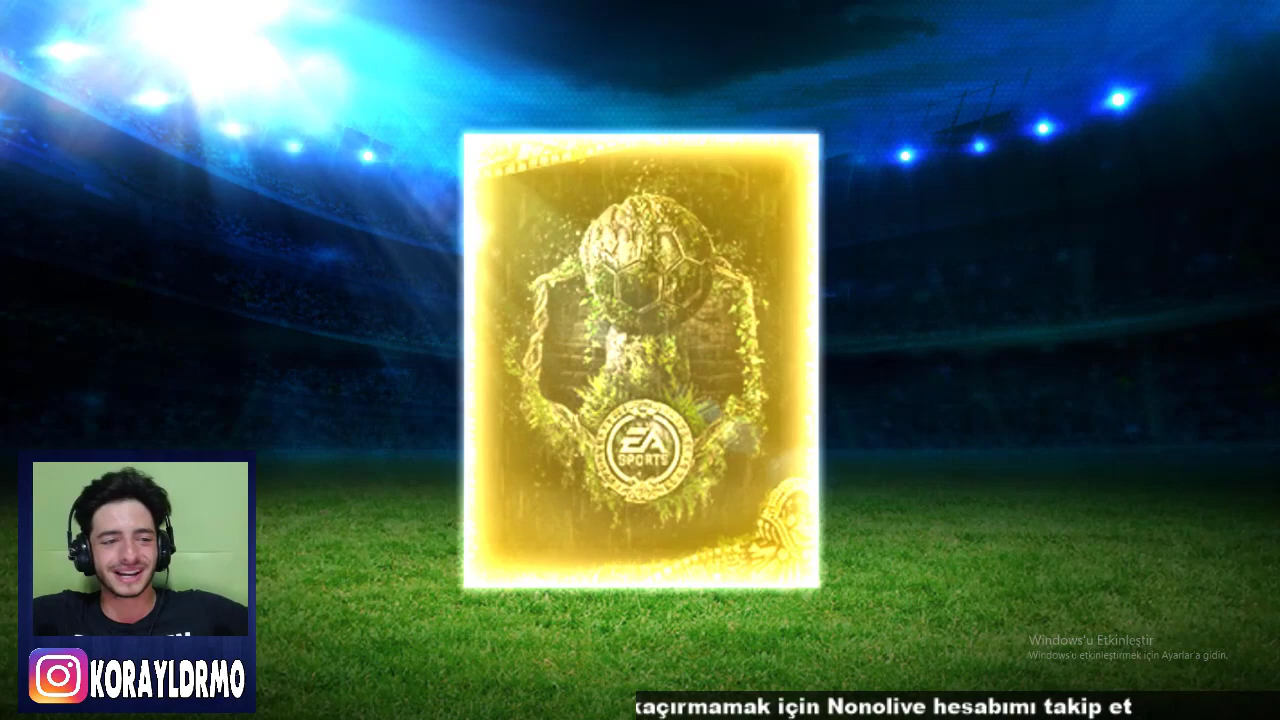 EA
SPORTS
KORAYLDRMO
Windows'u Etkinleştir
Windows'u etkinleştirmek için Ayarlar'a gidin.
kaçırmamak için Nonolive hesabımı takip et